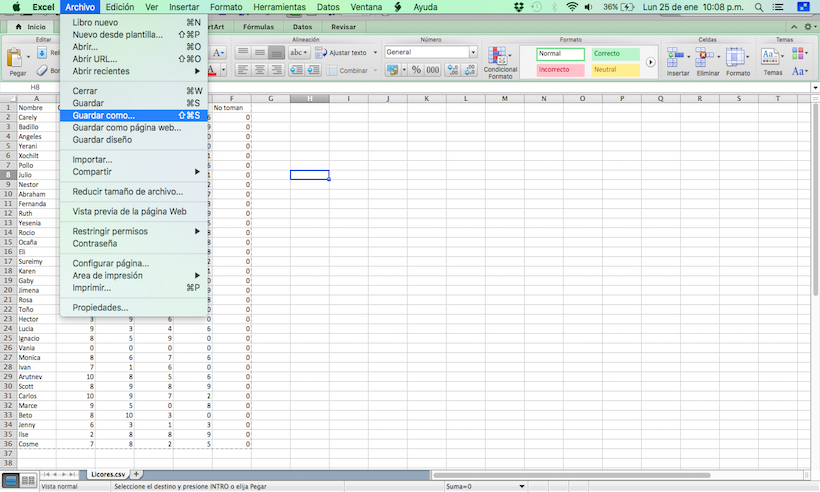 Excel Archivo Edición Ver Insertar Formato Herramientas Datos Ventana Ayuda 36% Lun 25 de ene 10:08 p.m.
Inicio rtArt Fórmulas Datos Revisar
Editar Alineación Número Formato Celdas Temas
Pegar Rel A abc Ajustar texto General Normal Correcto Insertar Eliminar Formato Temas Aa
Combinar % 000 Condicional Formato Incorrecto Neutral
H8
Libro nuevo ⌘N
Nuevo desde plantilla... ⇧⌘P
Abrir... ⌘O
Abrir URL... ⇧⌘O
Abrir recientes
Cerrar ⌘W
Guardar ⌘S
Guardar como... ⇧⌘S
Guardar como página web...
Guardar diseño
Importar...
Compartir
Reducir tamaño de archivo...
Vista previa de la página Web
Restringir permisos
Contraseña
Configurar página...
Area de impresión
Imprimir... ⌘P
Propiedades...
A F G H I J K L M N O P Q R S T
1 Nombre No toman
2 Carely 6 0
3 Badillo 9 0
4 Angeles 0 0
5 Yerani 0 0
6 Xochilt 1 0
7 Pollo 6 0
8 Julio 1 0
9 Nestor 2 0
10 Abraham 7 0
11 Fernanda 3 0
12 Ruth 9 0
13 Yesenia 5 0
14 Rocio 8 0
15 Ocaña 8 0
16 Eli 8 0
17 Sureimy 2 0
18 Karen 1 0
19 Gaby 0 0
20 Jimena 9 0
21 Rosa 8 0
22 Toño 0 0
23 Hector 3 9 6 0 0
24 Lucia 9 3 4 6 0
25 Ignacio 8 5 9 0 0
26 Vania 0 0 0 0 0
27 Monica 8 6 7 6 0
28 Ivan 7 1 6 0 0
29 Arutnev 10 8 5 6 0
30 Scott 8 9 8 9 0
31 Carlos 10 9 7 2 0
32 Marce 9 5 0 8 0
33 Beto 8 10 3 0 0
34 Jenny 6 3 1 3 0
35 Ilse 2 8 8 9 0
36 Cosme 7 8 2 5 0
37
38
Licores.csv
Vista normal Seleccione el destino y presione INTRO o elija Pegar Suma=0